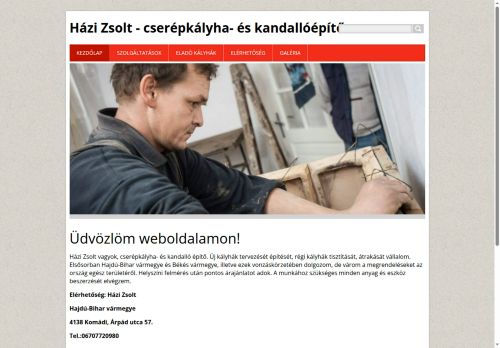 Házi Zsolt - cserépkályha- és kandallóépítő
KEZDŐLAP SZOLGÁLTATÁSOK ELADÓ KÁLYHÁK ELÉRHETŐSÉG GALÉRIA
Üdvözlöm weboldalamon!
Házi Zsolt vagyok, cserépkályha- és kandalló építő. Új kályhák tervezését építését, régi kályhák tisztítását, átrakását vállalom.
Elsősorban Hajdú-Bihar vármegye és Békés vármegye, illetve ezek vonzáskörzetében dolgozom, de várom a megrendeléseket az
ország egész területéről. Helyszíni felmérés után pontos árajánlatot adok. A munkához szükséges minden anyag és eszköz
beszerzését elvégzem.
Elérhetőség: Házi Zsolt
Hajdú-Bihar vármegye
4138 Komádi, Árpád utca 57.
Tel.:06707720980